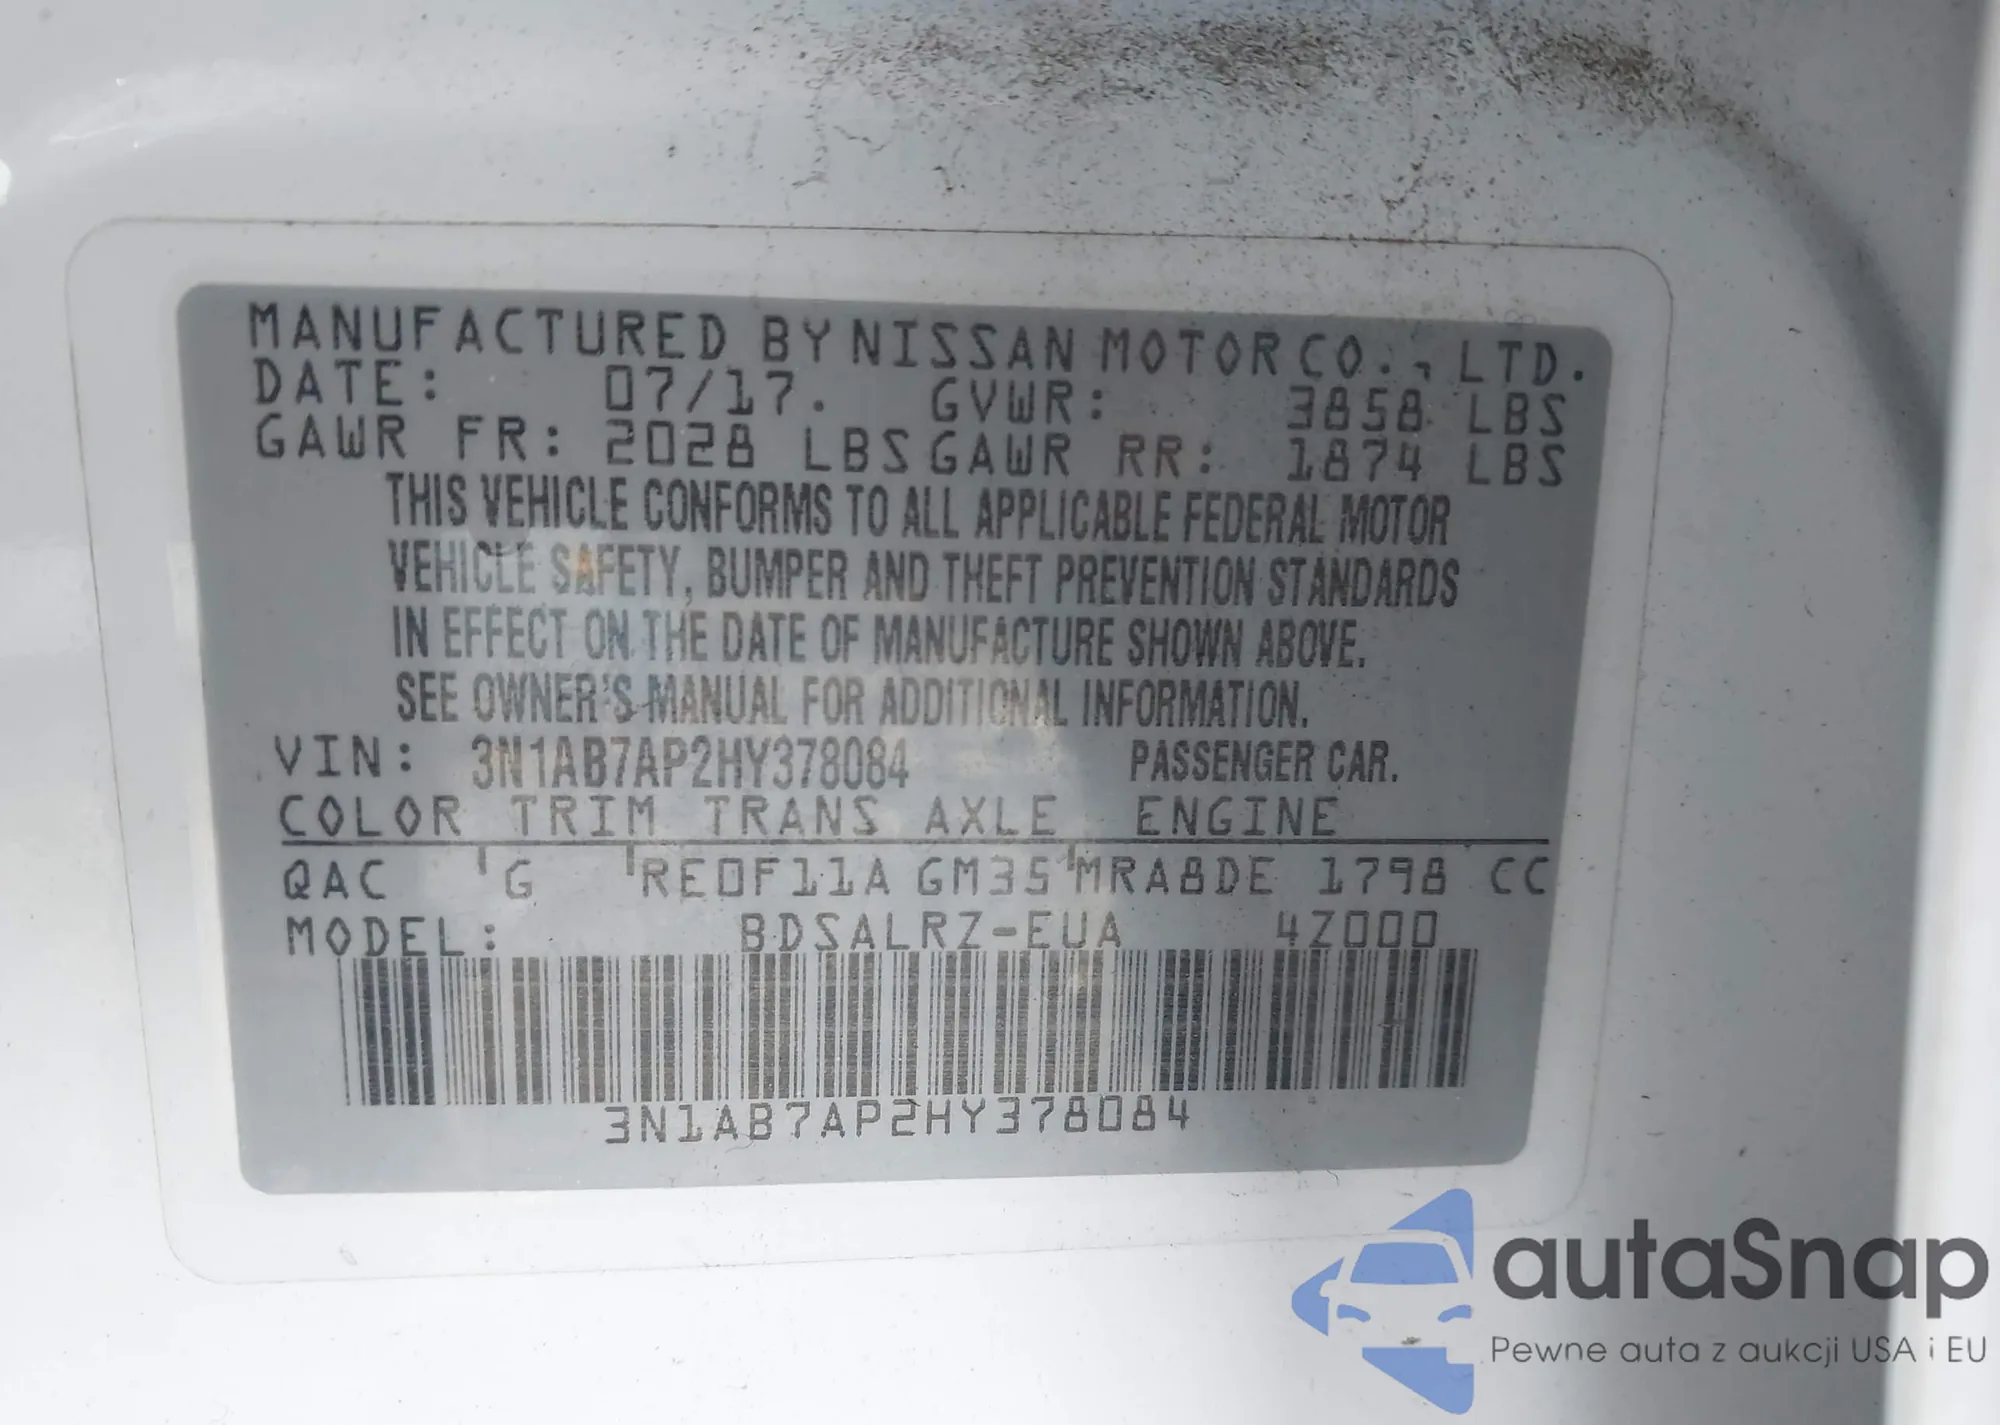 MANUFACTURED BY NISSAN MOTOR CO., LTD.
DATE: 07/17. GVWR: 3858 LBS
GAWR FR: 2028 LBS GAWR RR: 1874 LBS
THIS VEHICLE CONFORMS TO ALL APPLICABLE FEDERAL MOTOR
VEHICLE SAFETY, BUMPER AND THEFT PREVENTION STANDARDS
IN EFFECT ON THE DATE OF MANUFACTURE SHOWN ABOVE.
SEE OWNER'S MANUAL FOR ADDITIONAL INFORMATION.
VIN: 3N1AB7AP2HY378084 PASSENGER CAR.
COLOR TRIM TRANS AXLE ENGINE
QAC G RE0F11A GM35 MRA8DE 1798 CC
MODEL: BDSALRZ-EUA 4Z000
3N1AB7AP2HY378084
autaSnap
Pewne auta z aukcji USA i EU